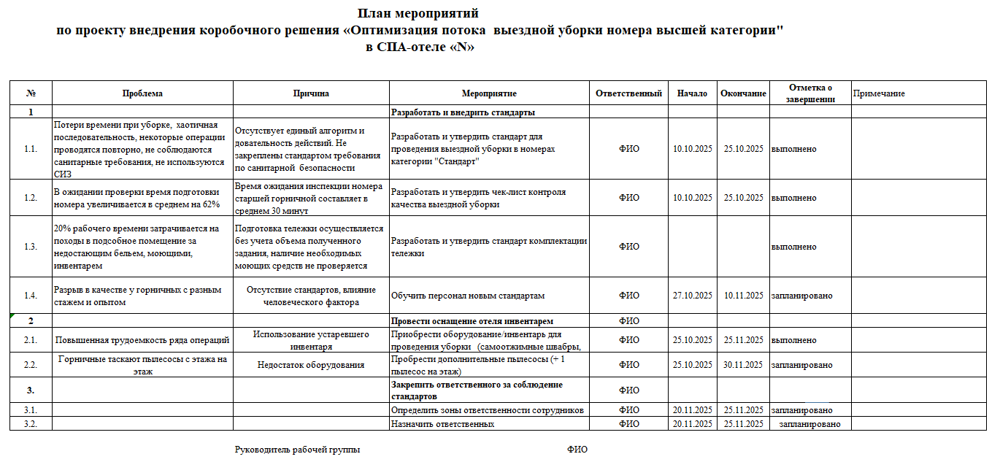 План мероприятий
по проекту внедрения коробочного решения «Оптимизация потока  выездной уборки номера высшей категории"
в СПА-отеле «N»
№ Проблема Причина Мероприятие Ответственный Начало Окончание Отметка о завершении Примечание
1 Разработать и внедрить стандарты
1.1.
Потери времени при уборке,  хаотичная
последовательность, некоторые операции
проводятся повторно, не соблюдаются
санитарные требования, не используются
СИЗ
Отсутствует единый алгоритм и
довательность действий. Не
закреплены стандартом требования
по санитарной  безопасности
Разработать и утвердить стандарт для
проведения выездной уборки в номерах
категории "Стандарт"
ФИО 10.10.2025 25.10.2025 выполнено
1.2.
В ожидании проверки время подготовки
номера увеличивается в среднем на 62%
Время ожидания инспекции номера
старшей горничной составляет в
среднем 30 минут
Разработать и утвердить чек-лист контроля
качества выездной уборки
ФИО 10.10.2025 25.10.2025 выполнено
1.3.
20% рабочего времени затрачивается на
походы в подсобное помещение за
недостающим бельем, моющими,
инвентарем
Подготовка тележки осуществляется
без учета объема полученного
задания, наличие необходимых
моющих средств не проверяется
Разработать и утвердить стандарт комплектации
тележки
ФИО выполнено
1.4.
Разрыв в качестве у горничных с разным
стажем и опытом
Отсутствие стандартов, влияние
человеческого фактора
Обучить персонал новым стандартам
ФИО 27.10.2025 10.11.2025 запланировано
2 Провести оснащение отеля инвентарем ФИО
2.1.
Повышенная трудоемкость ряда операций
Использование устаревшего
инвентаря
Приобрести оборудование/инвентарь для
проведения уборки   (самоотжимные швабры,
ФИО 25.10.2025 25.11.2025 выполнено
2.2.
Горничные таскают пылесосы с этажа на
этаж
Недостаток оборудования
Пробрести дополнительные пылесосы (+ 1
пылесос на этаж)
ФИО 25.10.2025 30.11.2025 запланировано
3.
Закрепить ответственного за соблюдение
стандартов
ФИО
3.1. Определить зоны ответственности сотрудников ФИО 20.11.2025 25.11.2025 запланировано
3.2. Назначить ответственных ФИО 20.11.2025 25.11.2025 запланировано
Руководитель рабочей группы ФИО